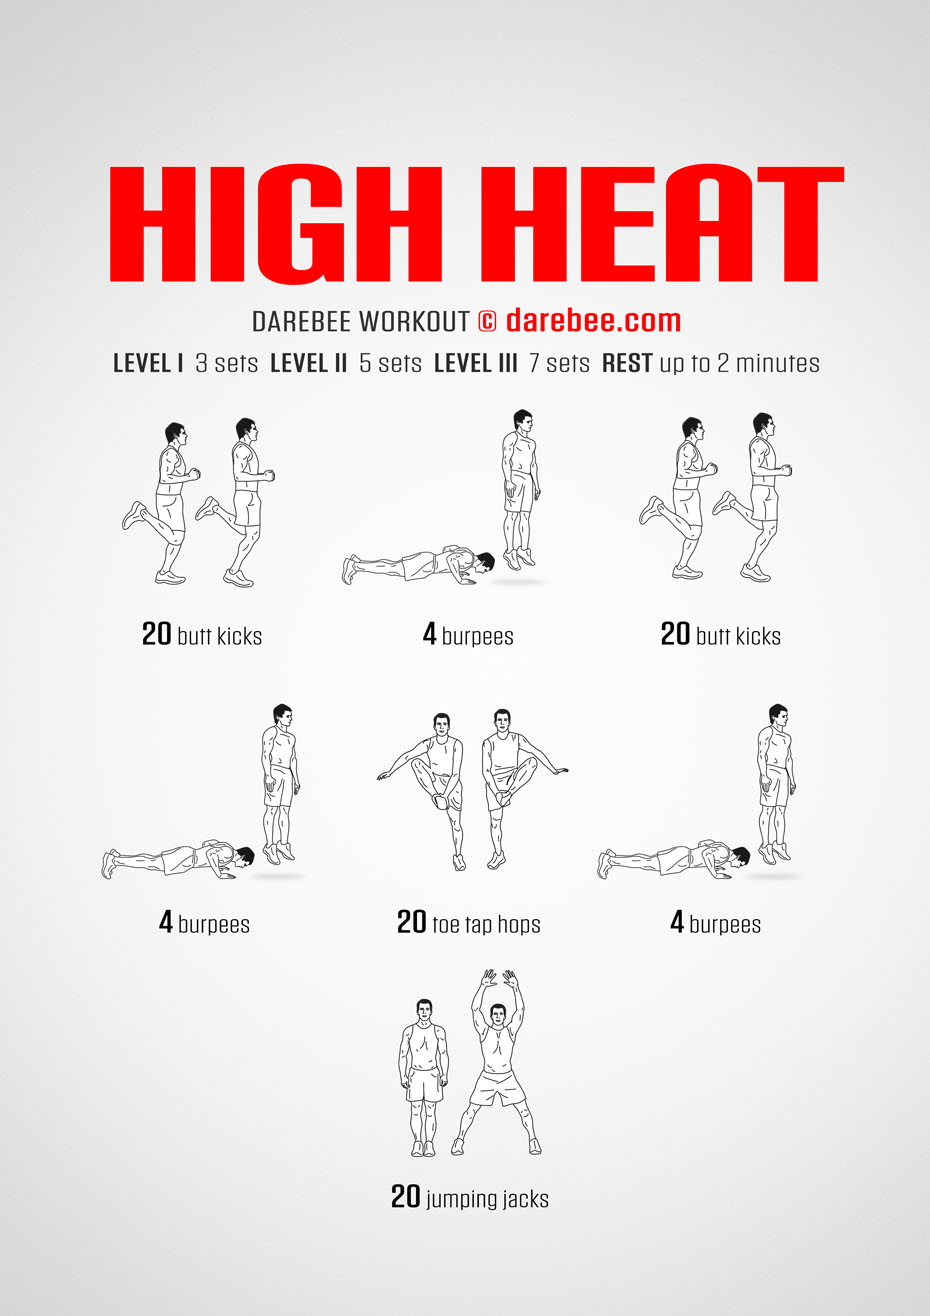 HIGH HEAT
DAREBEE WORKOUT © darebee.com
LEVEL I 3 sets LEVEL II 5 sets LEVEL III 7 sets REST up to 2 minutes
20 butt kicks
4 burpees
20 butt kicks
4 burpees
20 toe tap hops
4 burpees
20 jumping jacks